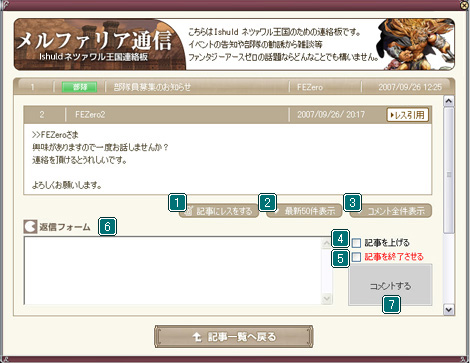 メルファリア通信
Ishuld ネツァワル王国連絡板
こちらはIshuld ネツァワル王国のための連絡板です。
イベントの告知や部隊の勧誘から雑談等
ファンタジーアースゼロの話題ならどんなことでも構いません。
1 部隊 部隊員募集のお知らせ FEZero 2007/09/26 12:25
2 FEZero2 2007/09/26/ 20:17 レス引用
>>FEZeroさま
興味がありますので一度お話しませんか？
連絡を頂けるとうれしいです。
よろしくお願いします。
1 記事にレスをする 2 最新50件表示 3 コメント全件表示
返信フォーム 6
4 記事を上げる
5 記事を終了させる
コメントする
7
記事一覧へ戻る